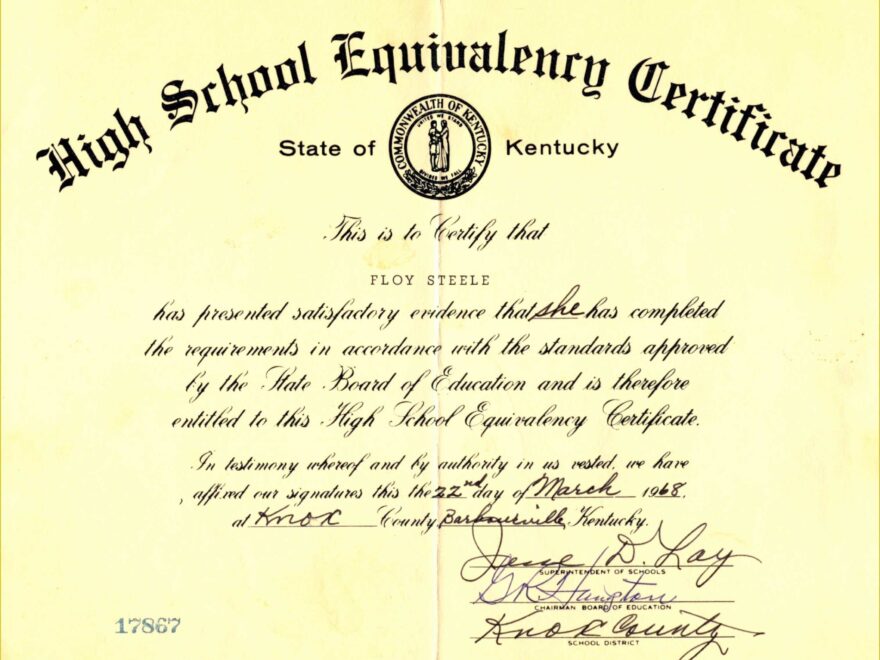 High School Equivalency Certificate
State of Kentucky
COMMONWEALTH OF KENTUCKY
UNITED WE STAND
DIVIDED WE FALL
This is to Certify that
FLOY STEELE
has presented satisfactory evidence that she has completed
the requirements in accordance with the standards approved
by the State Board of Education and is therefore
entitled to this High School Equivalency Certificate.
In testimony whereof and by authority in us vested, we have
affixed our signatures this the 22nd day of March 1968,
at Knox County, Barbourville, Kentucky.
Jesse D. Lay
SUPERINTENDENT OF SCHOOLS
CHAIRMAN BOARD OF EDUCATION
Knox County
SCHOOL DISTRICT
17867